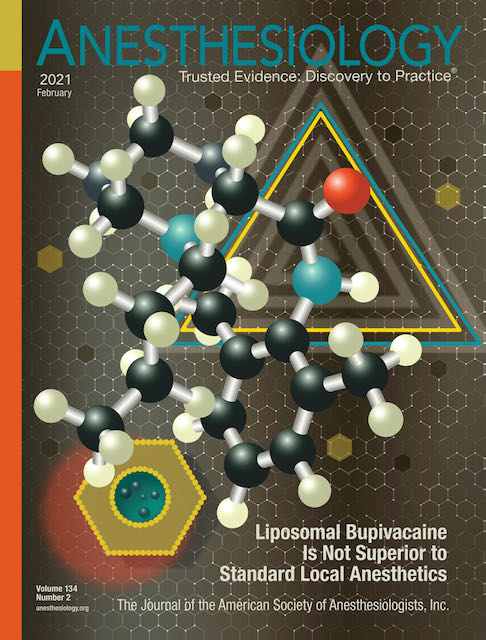 ANESTHESIOLOGY
2021
February
Trusted Evidence: Discovery to Practice®
Liposomal Bupivacaine
Is Not Superior to
Standard Local Anesthetics
Volume 134
Number 2
anesthesiology.org
The Journal of the American Society of Anesthesiologists, Inc.